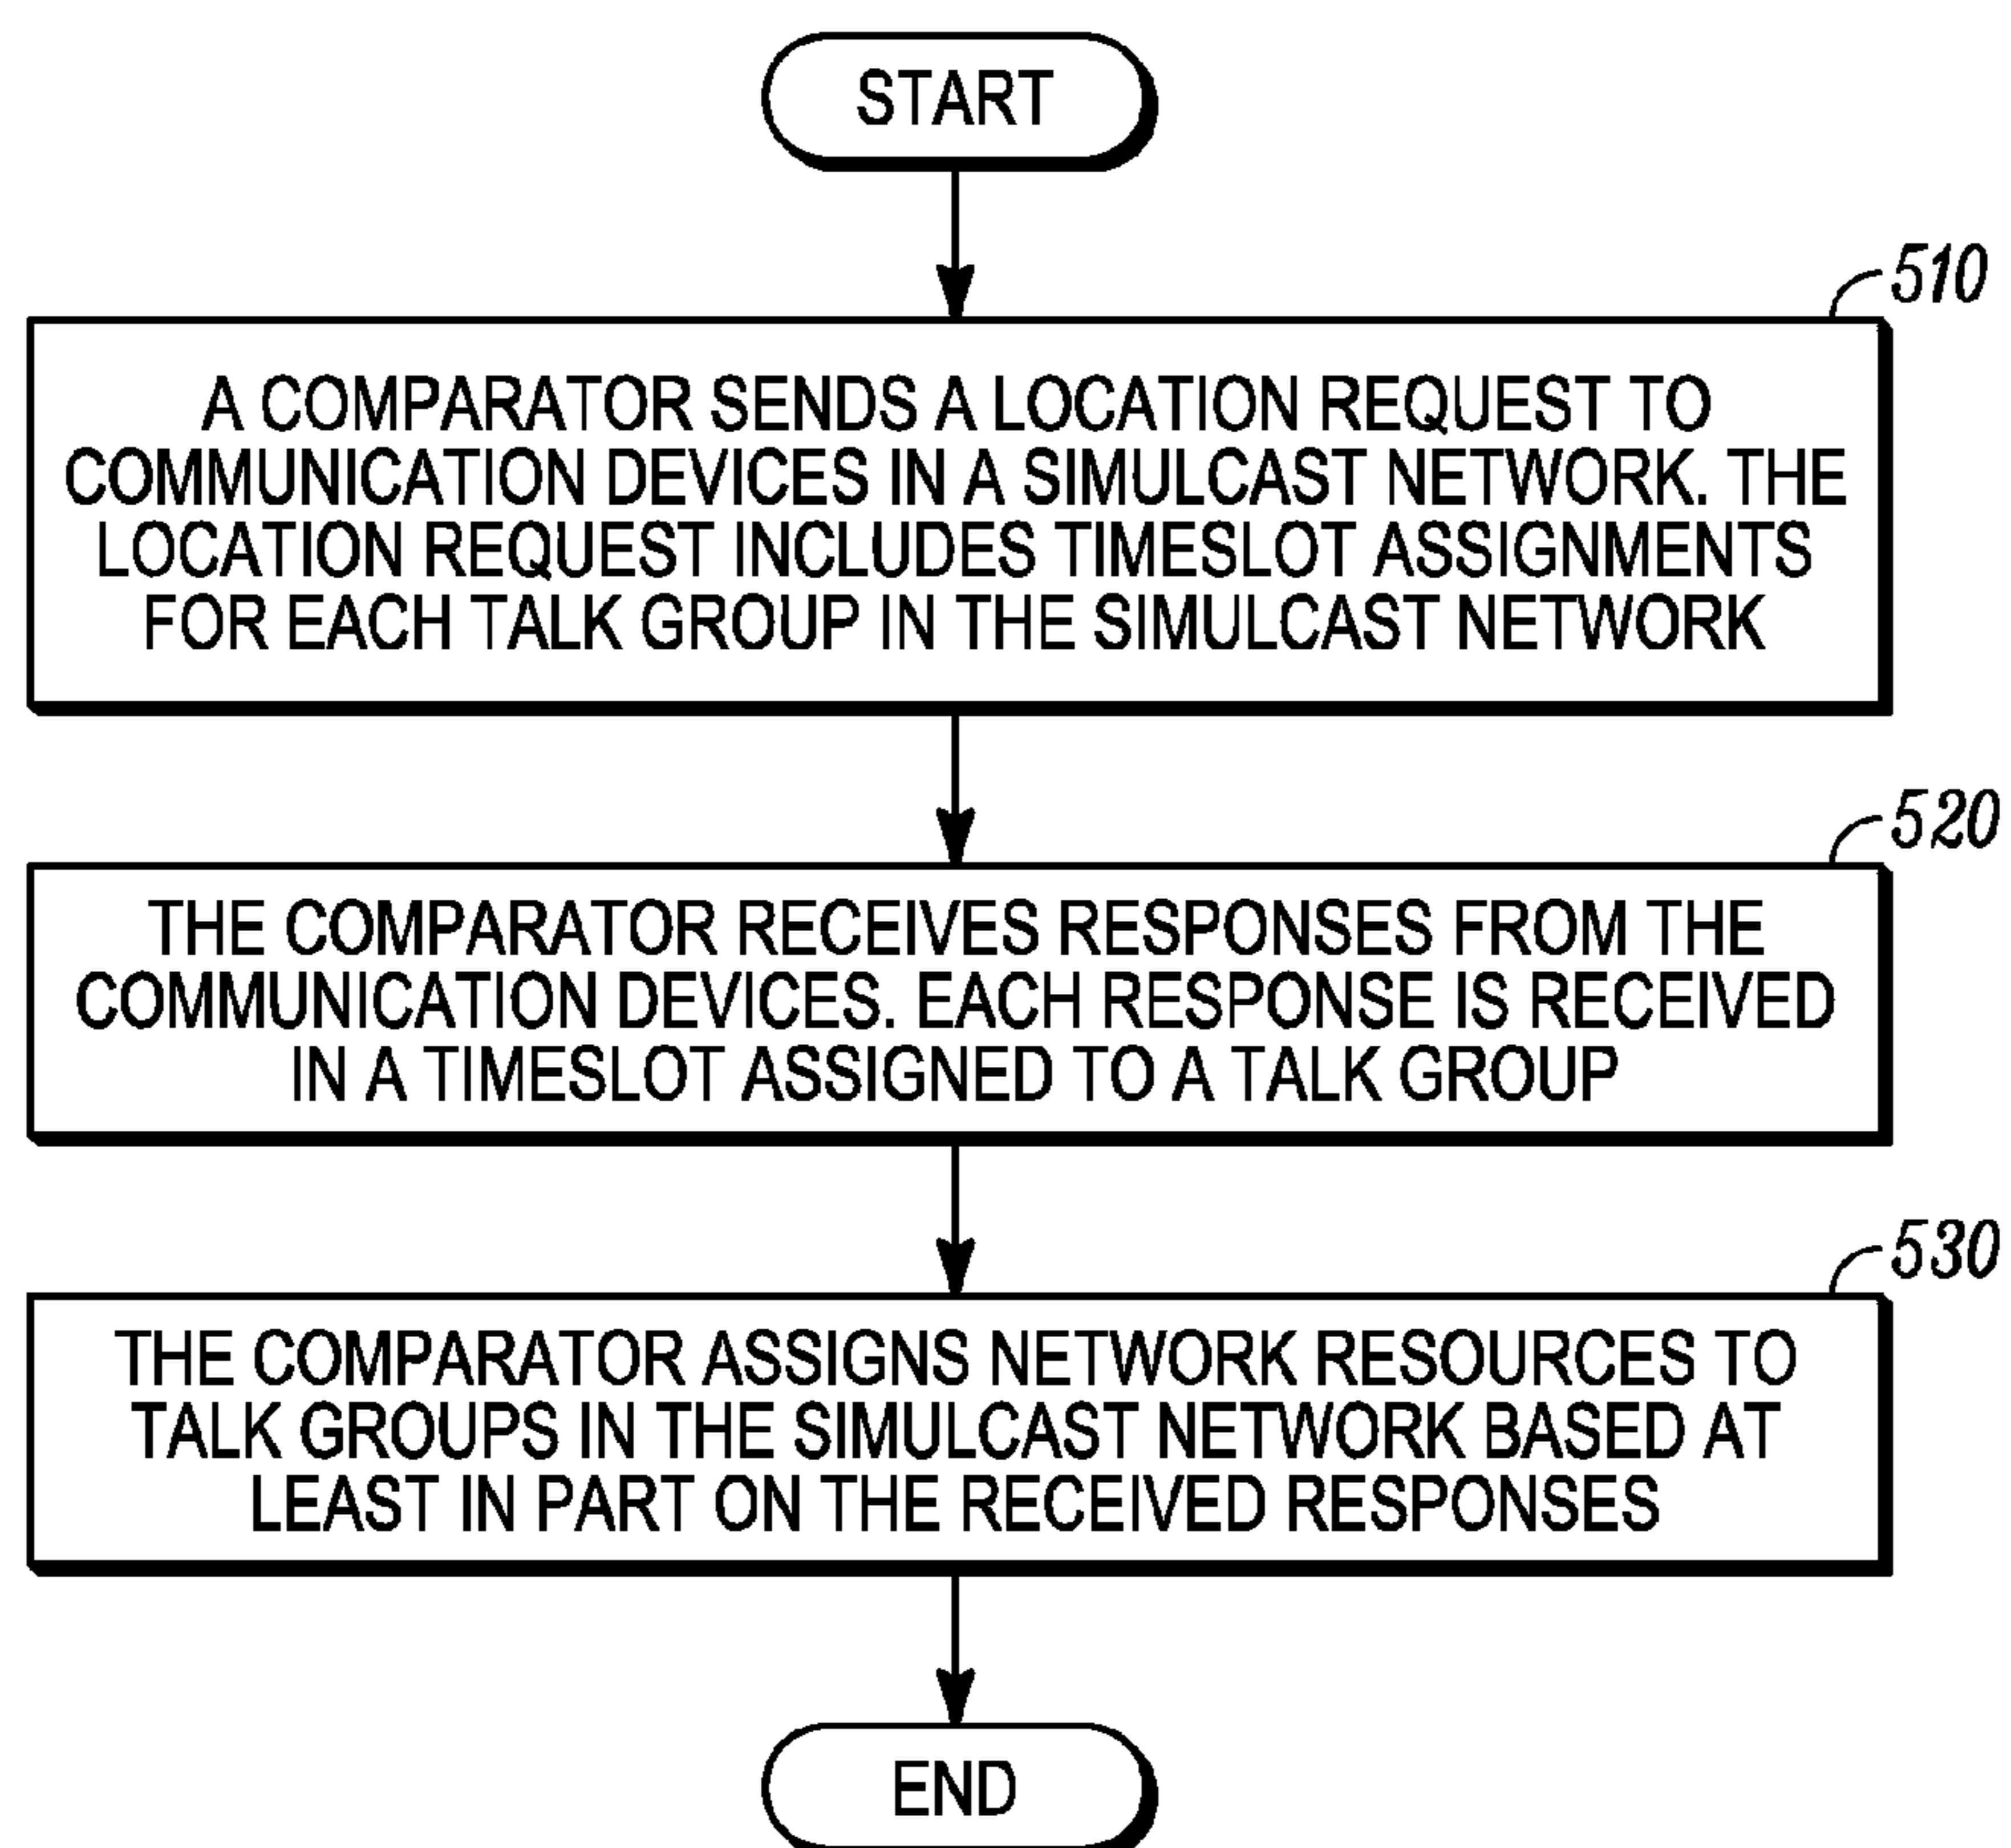 START
510
A COMPARATOR SENDS A LOCATION REQUEST TO
COMMUNICATION DEVICES IN A SIMULCAST NETWORK. THE
LOCATION REQUEST INCLUDES TIMESLOT ASSIGNMENTS
FOR EACH TALK GROUP IN THE SIMULCAST NETWORK
520
THE COMPARATOR RECEIVES RESPONSES FROM THE
COMMUNICATION DEVICES. EACH RESPONSE IS RECEIVED
IN A TIMESLOT ASSIGNED TO A TALK GROUP
530
THE COMPARATOR ASSIGNS NETWORK RESOURCES TO
TALK GROUPS IN THE SIMULCAST NETWORK BASED AT
LEAST IN PART ON THE RECEIVED RESPONSES
END